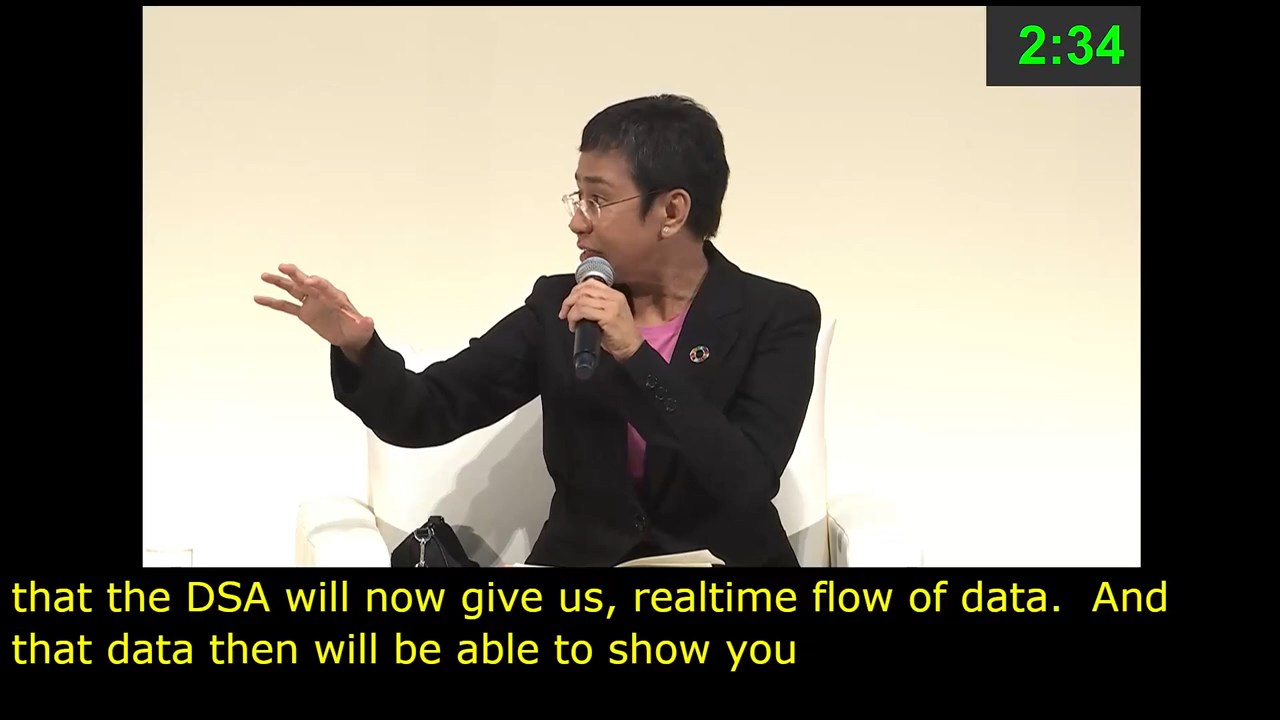 2:34
that the DSA will now give us, realtime flow of data.  And
that data then will be able to show you